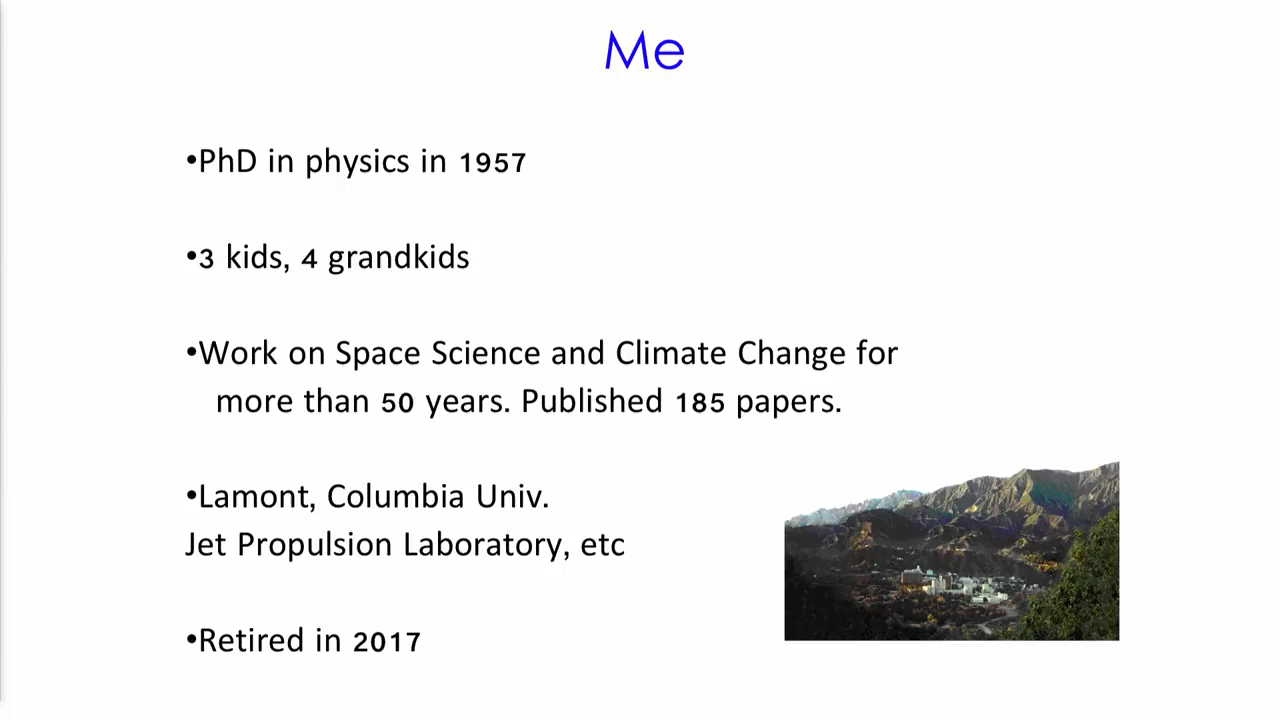 Me
•PhD in physics in 1957
•3 kids, 4 grandkids
•Work on Space Science and Climate Change for
more than 50 years. Published 185 papers.
•Lamont, Columbia Univ.
Jet Propulsion Laboratory, etc
•Retired in 2017